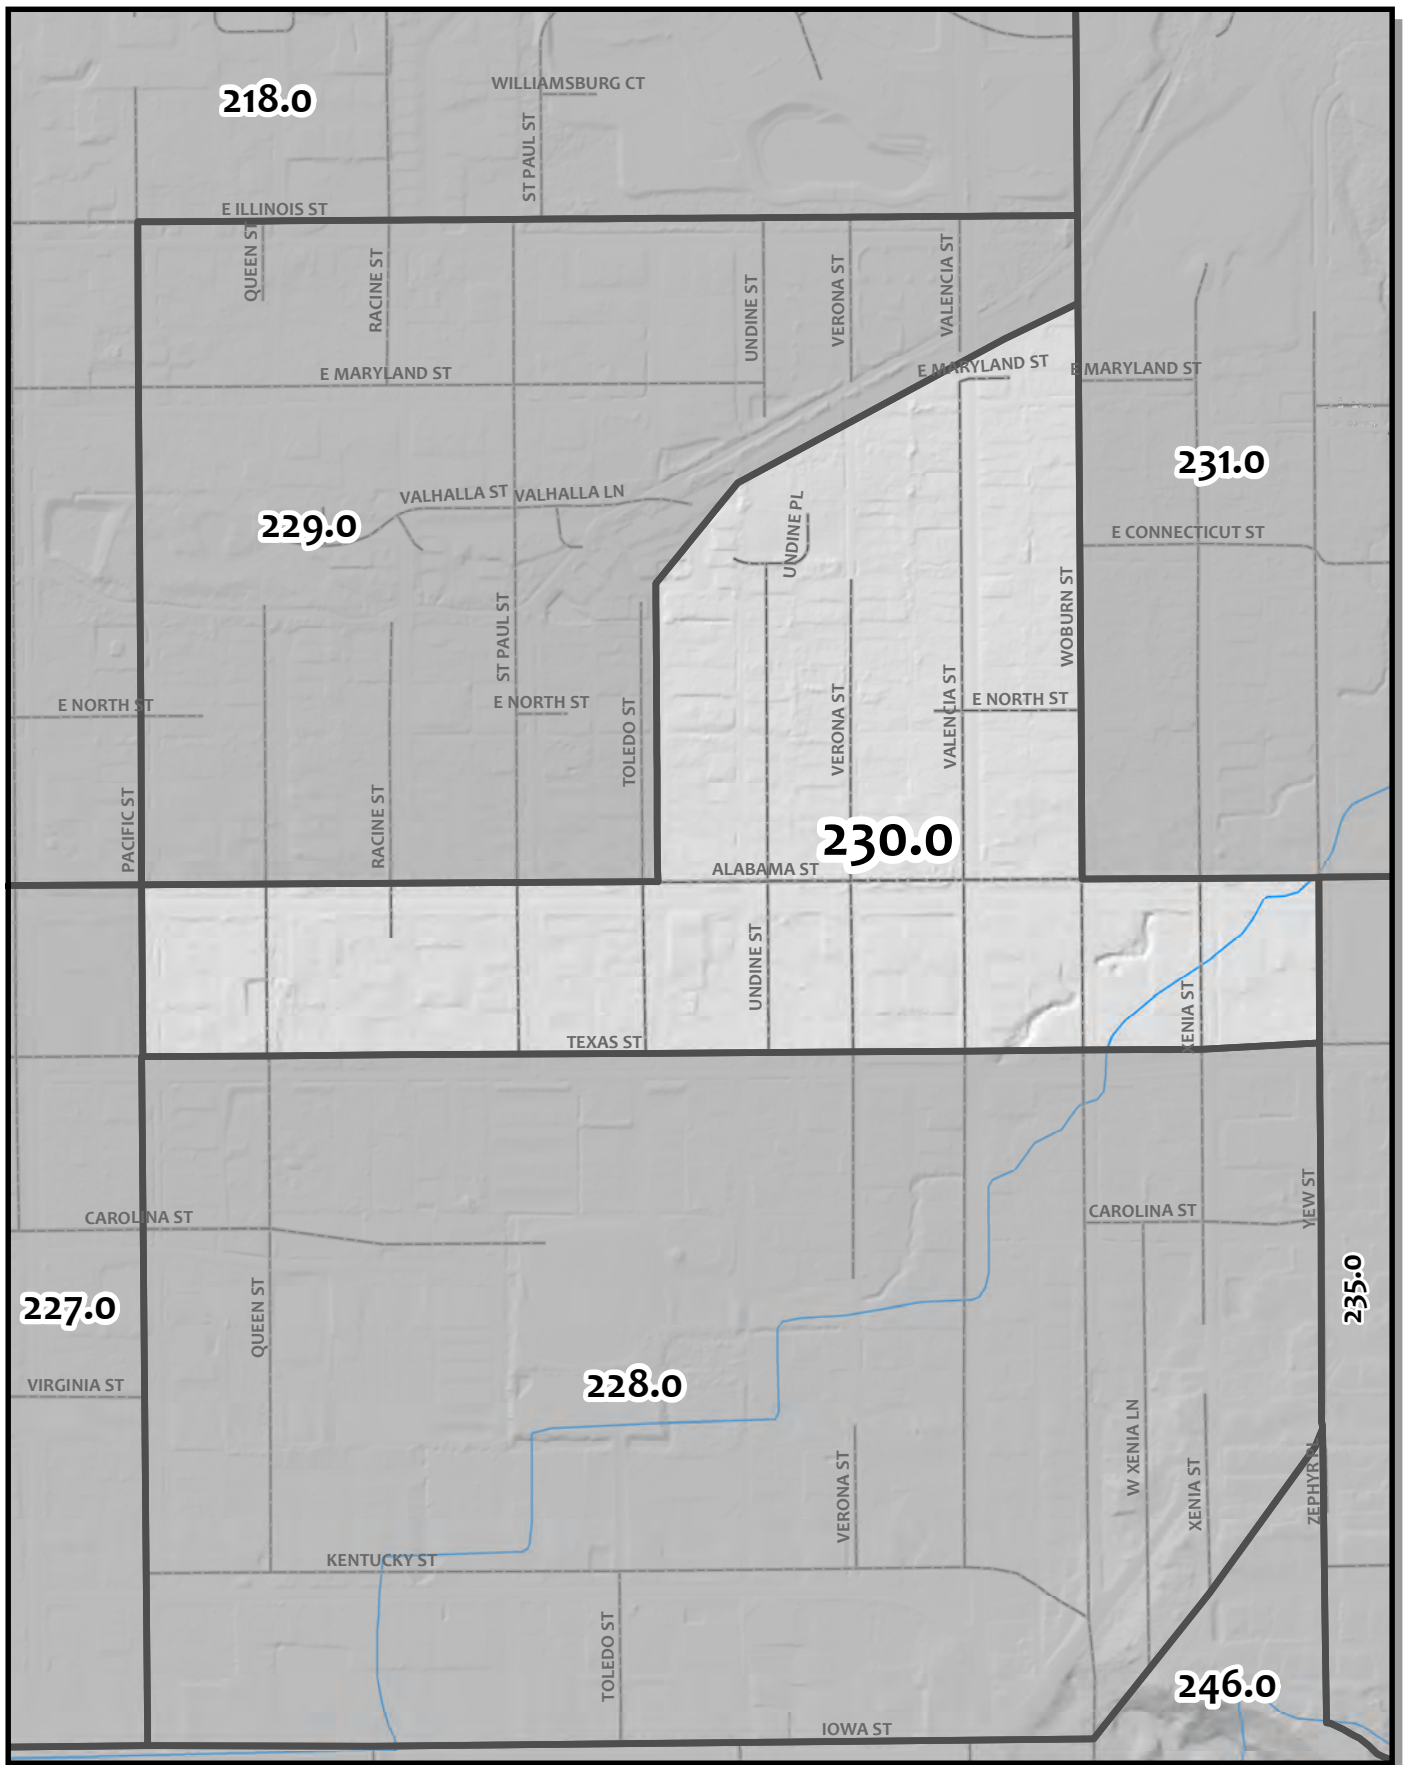 WILLIAMSBURG CT
218.0
ST PAUL ST
E ILLINOIS ST
QUEEN ST
RACINE ST
UNDINE ST
VERONA ST
VALENCIA ST
E MARYLAND ST
E MARYLAND ST
E MARYLAND ST
231.0
VALHALLA ST
VALHALLA LN
229.0
UNDINE PL
E CONNECTICUT ST
WOBURN ST
ST PAUL ST
E NORTH ST
E NORTH ST
E NORTH ST
TOLEDO ST
VERONA ST
VALENCIA ST
PACIFIC ST
RACINE ST
230.0
ALABAMA ST
UNDINE ST
XENIA ST
TEXAS ST
CAROLINA ST
CAROLINA ST
YEW ST
227.0
QUEEN ST
235.0
VIRGINIA ST
228.0
W XENIA LN
VERONA ST
XENIA ST
ZEPHYR PL
KENTUCKY ST
TOLEDO ST
246.0
IOWA ST